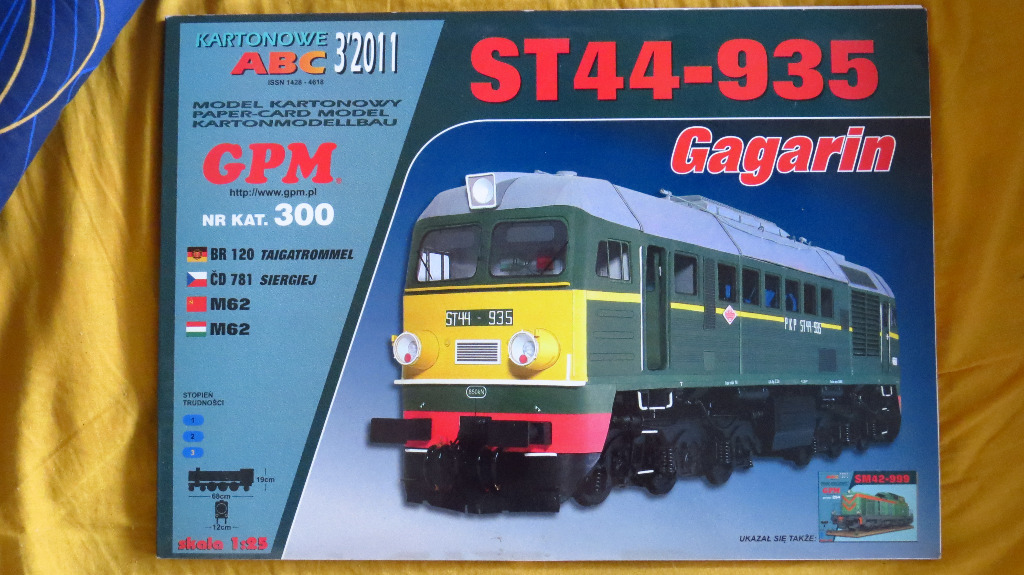 KARTONOWE
ABC 3'2011
ISSN 1428 - 4618
MODEL KARTONOWY
PAPER-CARD MODEL
KARTONMODELLBAU
GPM
http://www.gpm.pl
NR KAT. 300
BR 120 TAIGATROMMEL
ČD 781 SIERGIEJ
M62
M62
STOPIEŃ
TRUDNOŚCI
1
2
3
19cm
68cm
12cm
skala 1:25
ST44-935
Gagarin
ST44 - 935
PKP ST44-935
SM42-999
GPM
UKAZAŁ SIĘ TAKŻE: